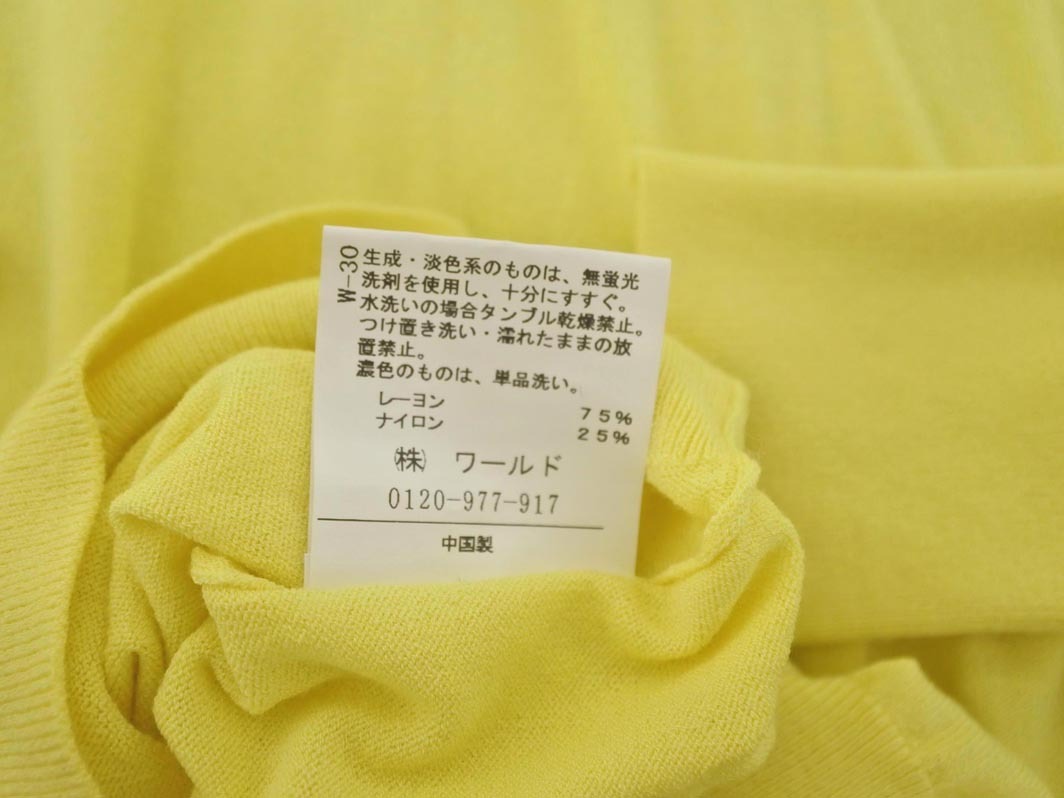 W-30
生成・淡色系のものは、無蛍光
洗剤を使用し、十分にすすぐ。
水洗いの場合タンブル乾燥禁止。
つけ置き洗い・濡れたままの放
置禁止。
濃色のものは、単品洗い。
レーヨン 75%
ナイロン 25%
㈱ ワールド
0120-977-917
中国製